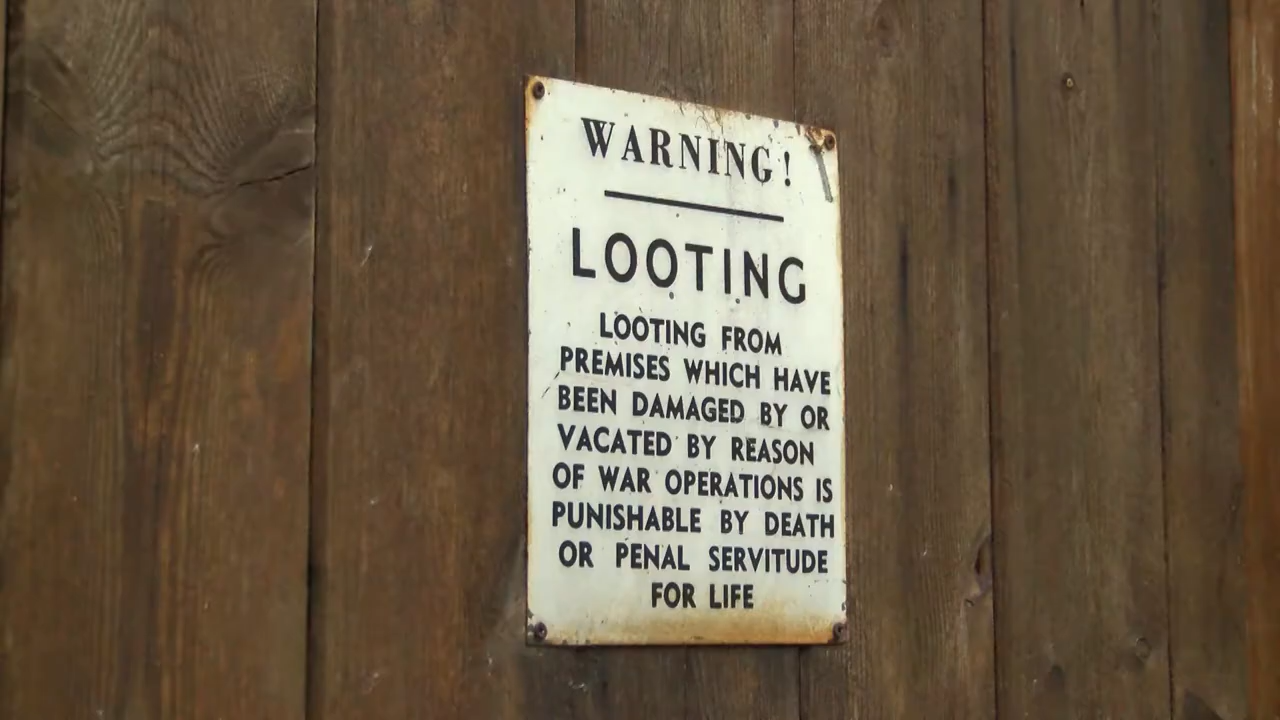 WARNING!
LOOTING
LOOTING FROM
PREMISES WHICH HAVE
BEEN DAMAGED BY OR
VACATED BY REASON
OF WAR OPERATIONS IS
PUNISHABLE BY DEATH
OR PENAL SERVITUDE
FOR LIFE